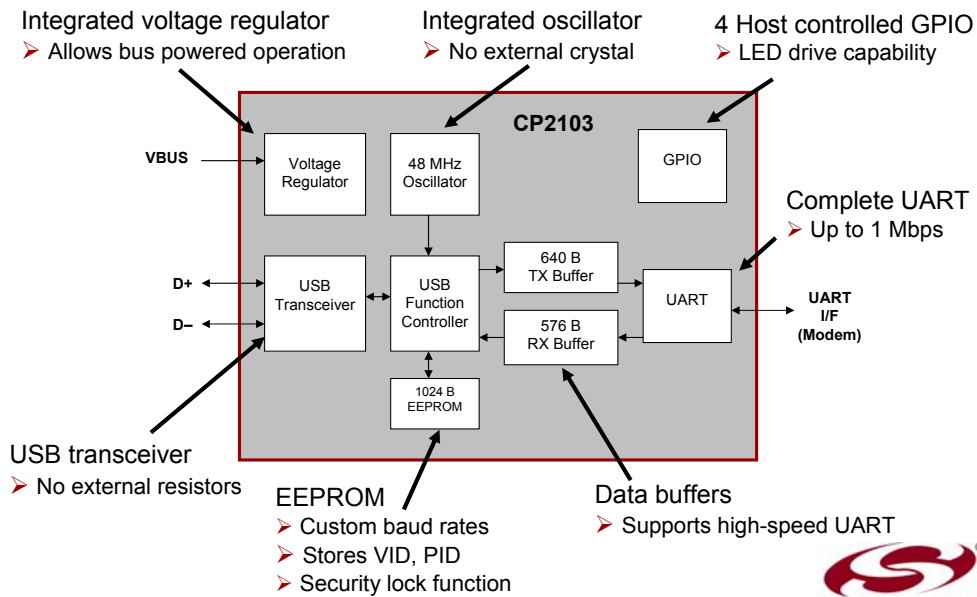 Integrated voltage regulator
➢ Allows bus powered operation
Integrated oscillator
➢ No external crystal
4 Host controlled GPIO
➢ LED drive capability
CP2103
VBUS
Voltage
Regulator
48 MHz
Oscillator
GPIO
Complete UART
➢ Up to 1 Mbps
D+
D–
USB
Transceiver
USB
Function
Controller
640 B
TX Buffer
576 B
RX Buffer
UART
UART
I/F
(Modem)
1024 B
EEPROM
USB transceiver
➢ No external resistors
EEPROM
➢ Custom baud rates
➢ Stores VID, PID
➢ Security lock function
Data buffers
➢ Supports high-speed UART